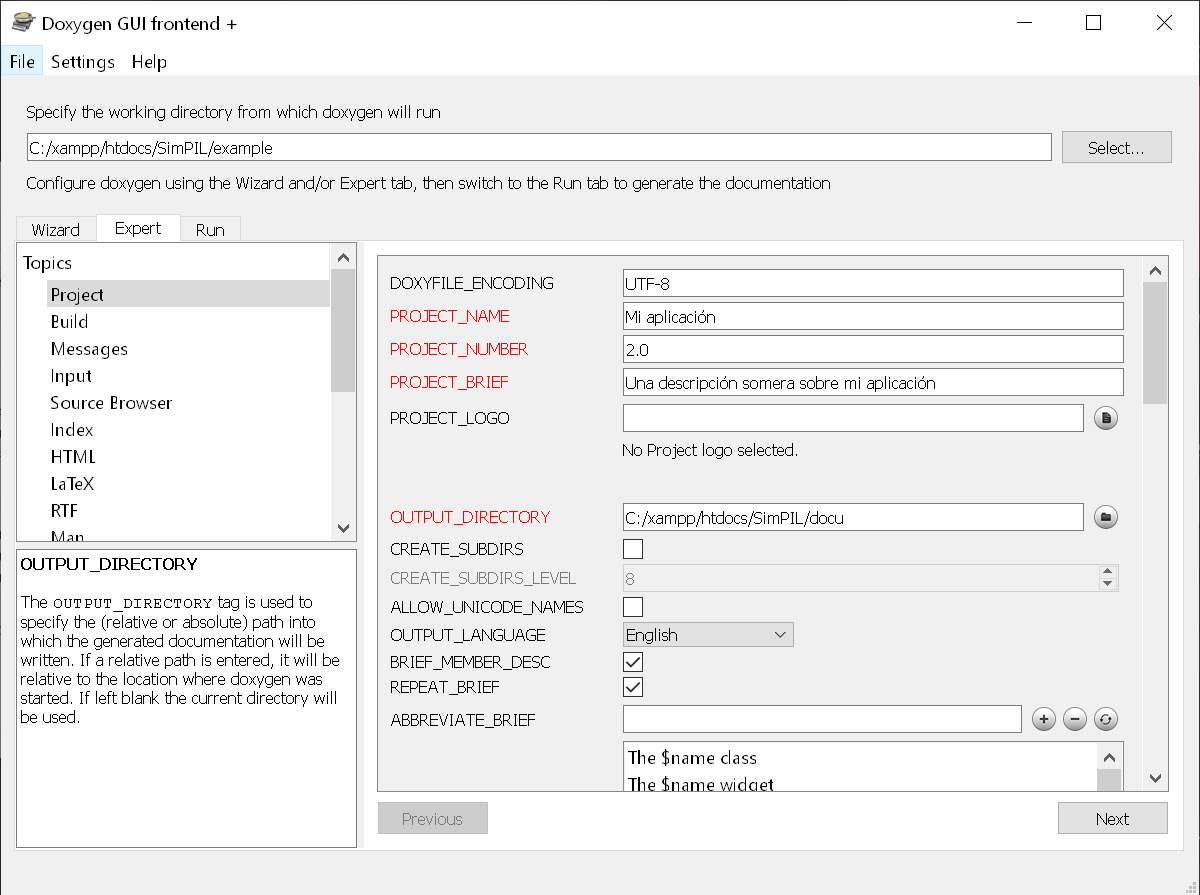 Doxygen GUI frontend +
File Settings Help
Specify the working directory from which doxygen will run
C:/xampp/htdocs/SimPIL/example
Select...
Configure doxygen using the Wizard and/or Expert tab, then switch to the Run tab to generate the documentation
Wizard Expert Run
Topics
Project
Build
Messages
Input
Source Browser
Index
HTML
LaTeX
RTF
Man
OUTPUT_DIRECTORY
The OUTPUT_DIRECTORY tag is used to
specify the (relative or absolute) path into
which the generated documentation will be
written. If a relative path is entered, it will be
relative to the location where doxygen was
started. If left blank the current directory will
be used.
DOXYFILE_ENCODING UTF-8
PROJECT_NAME Mi aplicación
PROJECT_NUMBER 2.0
PROJECT_BRIEF Una descripción somera sobre mi aplicación
PROJECT_LOGO
No Project logo selected.
OUTPUT_DIRECTORY C:/xampp/htdocs/SimPIL/docu
CREATE_SUBDIRS
CREATE_SUBDIRS_LEVEL 8
ALLOW_UNICODE_NAMES
OUTPUT_LANGUAGE English
BRIEF_MEMBER_DESC
REPEAT_BRIEF
ABBREVIATE_BRIEF
The $name class
The $name widget
Previous Next